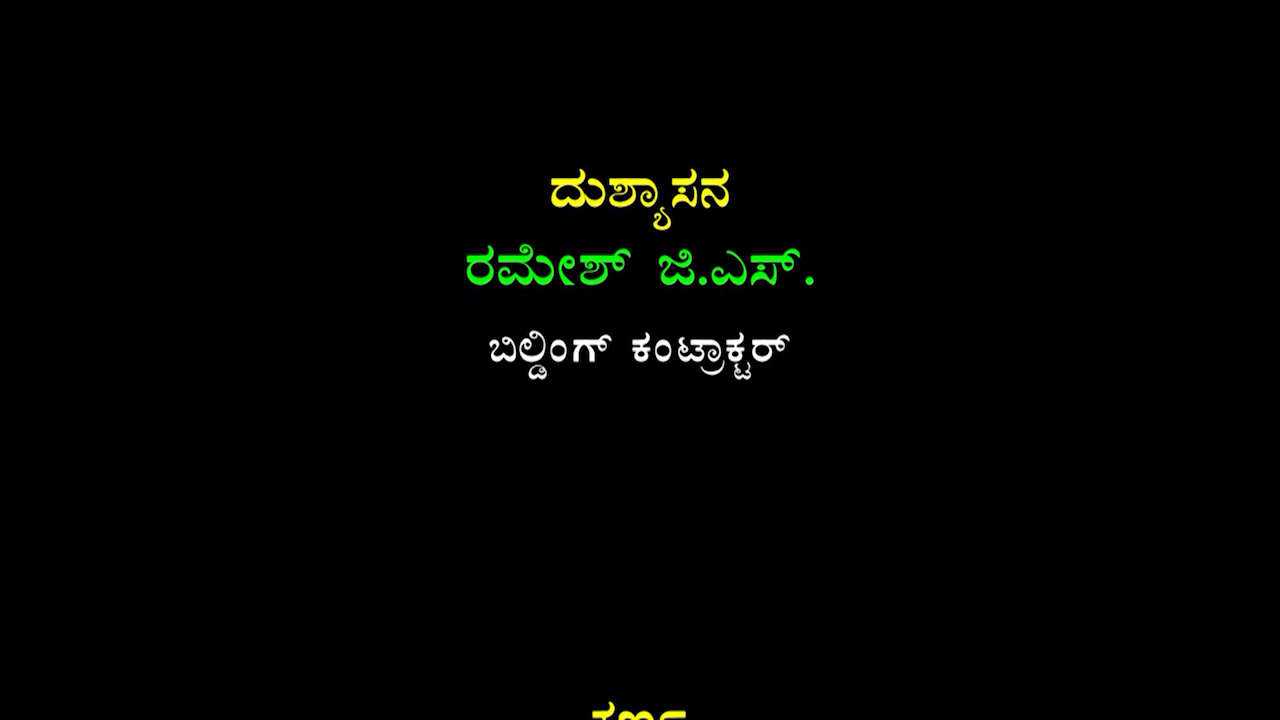 ದುಶ್ಯಾಸನ
ರಮೇಶ್ ಜಿ.ಎಸ್.
ಬಿಲ್ಡಿಂಗ್ ಕಂಟ್ರಾಕ್ಟರ್